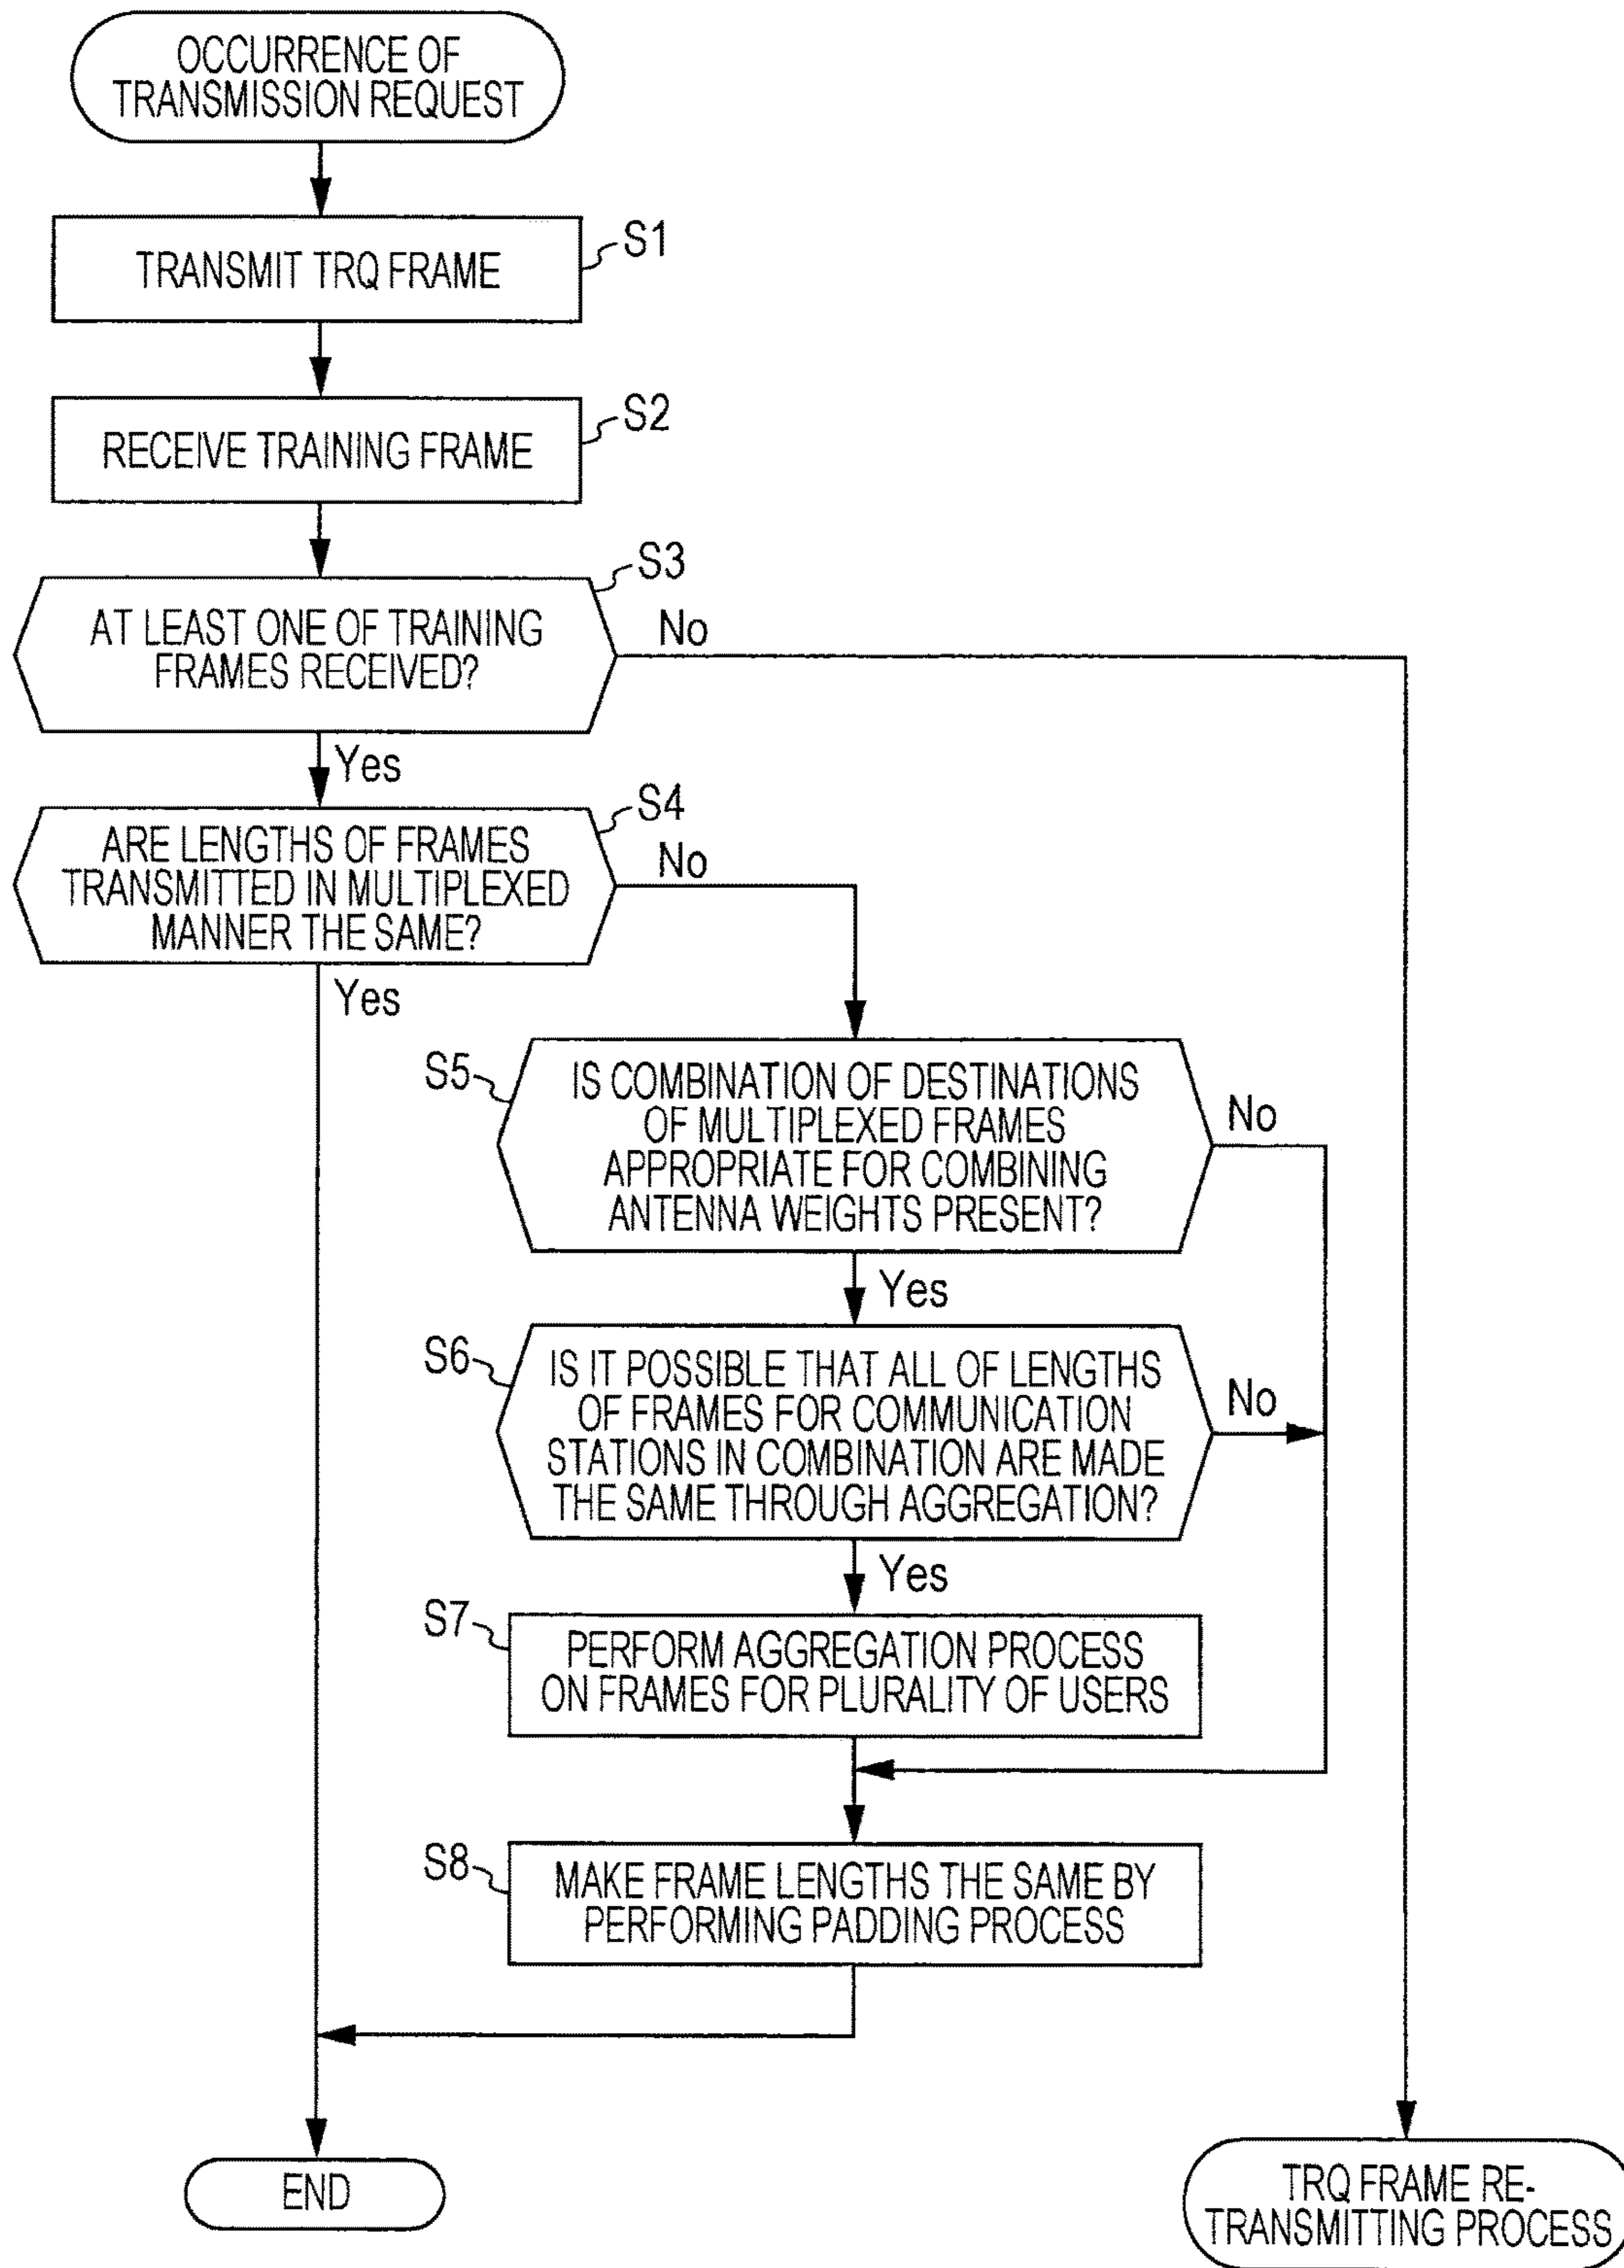 OCCURRENCE OF
TRANSMISSION REQUEST
S1
TRANSMIT TRQ FRAME
S2
RECEIVE TRAINING FRAME
S3
AT LEAST ONE OF TRAINING
FRAMES RECEIVED?
No
Yes
S4
ARE LENGTHS OF FRAMES
TRANSMITTED IN MULTIPLEXED
MANNER THE SAME?
No
Yes
S5
IS COMBINATION OF DESTINATIONS
OF MULTIPLEXED FRAMES
APPROPRIATE FOR COMBINING
ANTENNA WEIGHTS PRESENT?
No
Yes
S6
IS IT POSSIBLE THAT ALL OF LENGTHS
OF FRAMES FOR COMMUNICATION
STATIONS IN COMBINATION ARE MADE
THE SAME THROUGH AGGREGATION?
No
Yes
S7
PERFORM AGGREGATION PROCESS
ON FRAMES FOR PLURALITY OF USERS
S8
MAKE FRAME LENGTHS THE SAME BY
PERFORMING PADDING PROCESS
END
TRQ FRAME RE-
TRANSMITTING PROCESS